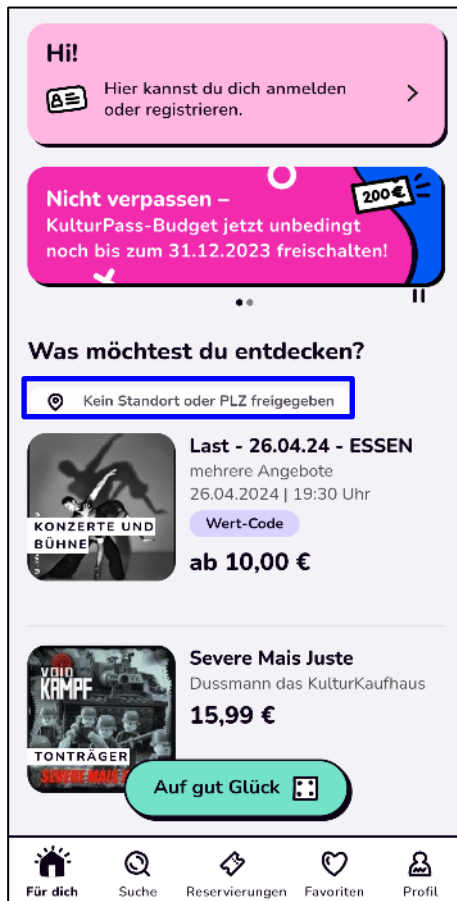 Hi!
Hier kannst du dich anmelden
oder registrieren.
Nicht verpassen –
KulturPass-Budget jetzt unbedingt
noch bis zum 31.12.2023 freischalten!
200€
Was möchtest du entdecken?
Kein Standort oder PLZ freigegeben
Last - 26.04.24 - ESSEN
mehrere Angebote
26.04.2024 | 19:30 Uhr
Wert-Code
ab 10,00 €
KONZERTE UND
BÜHNE
Severe Mais Juste
Dussmann das KulturKaufhaus
15,99 €
VOID
KAMPF
TONTRÄGER
SEVERE MAIS
Auf gut Glück
Für dich
Suche
Reservierungen
Favoriten
Profil